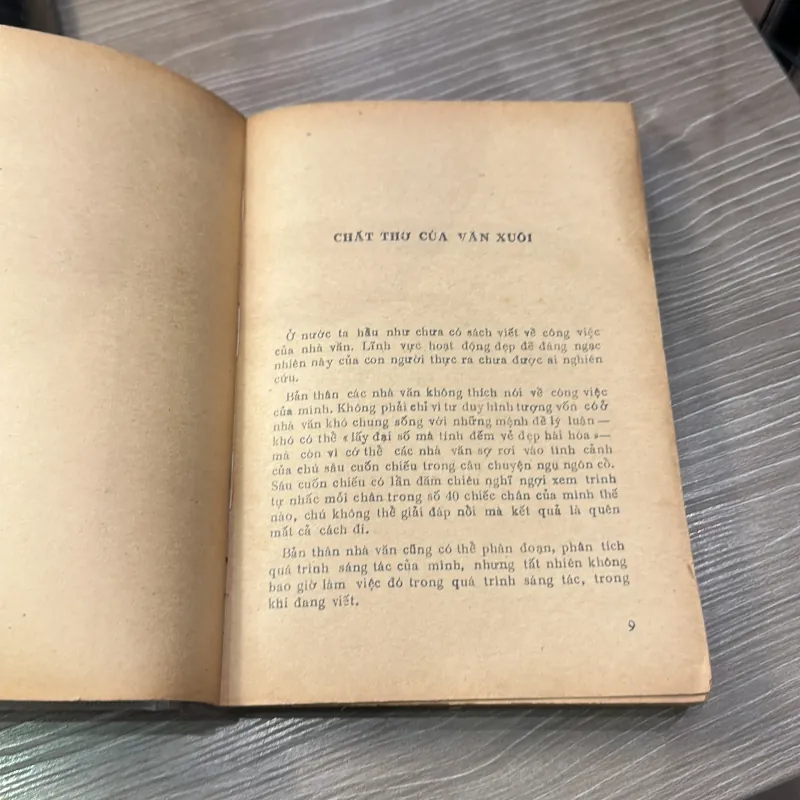 CHẤT THƠ CỦA VĂN XUÔI
Ở nước ta hầu như chưa có sách viết về công việc
của nhà văn. Lĩnh vực hoạt động đẹp đẽ đáng ngạc
nhiên này của con người thực ra chưa được ai nghiên
cứu.
Bản thân các nhà văn không thích nói về công việc
của mình. Không phải chỉ vì tư duy hình tượng vốn có ở
nhà văn khó chung sống với những mệnh đề lý luận —
khó có thể « lấy đại số mà tính đếm vẻ đẹp hài hòa »—
mà còn vì có thể các nhà văn sợ rơi vào tình cảnh
của chú sâu cuốn chiếu trong câu chuyện ngụ ngôn cổ.
Sâu cuốn chiếu có lần đăm chiêu nghĩ ngợi xem trình
tự nhấc mỗi chân trong số 40 chiếc chân của mình thế
nào, chú không thể giải đáp nổi mà kết quả là quên
mất cả cách đi.
Bản thân nhà văn cũng có thể phân đoạn, phân tích
quá trình sáng tác của mình, nhưng tất nhiên không
bao giờ làm việc đó trong quá trình sáng tác, trong
khi đang viết.
9